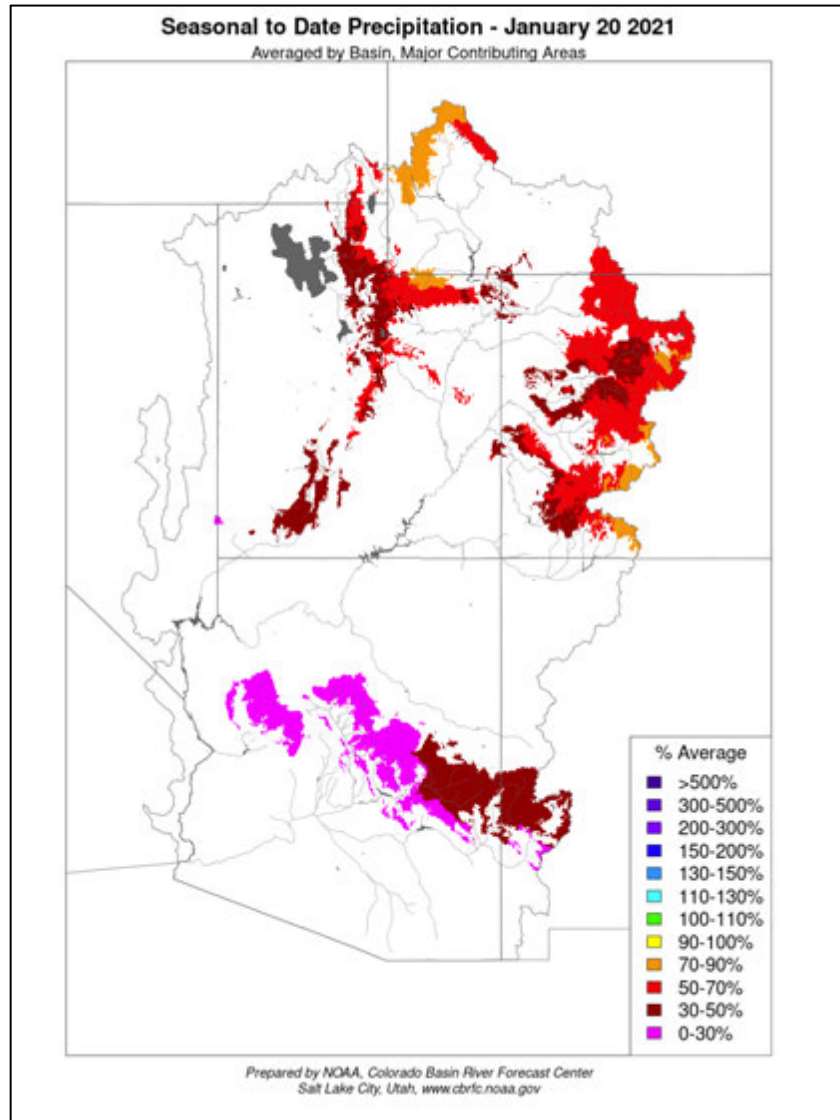 Seasonal to Date Precipitation - January 20 2021
Averaged by Basin, Major Contributing Areas
% Average
>500%
300-500%
200-300%
150-200%
130-150%
110-130%
100-110%
90-100%
70-90%
50-70%
30-50%
0-30%
Prepared by NOAA, Colorado Basin River Forecast Center
Salt Lake City, Utah, www.cbrfc.noaa.gov